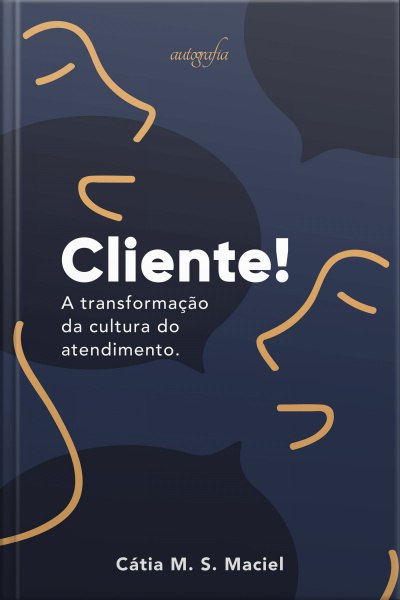 autografia
Cliente!
A transformação
da cultura do
atendimento.
Cátia M. S. Maciel